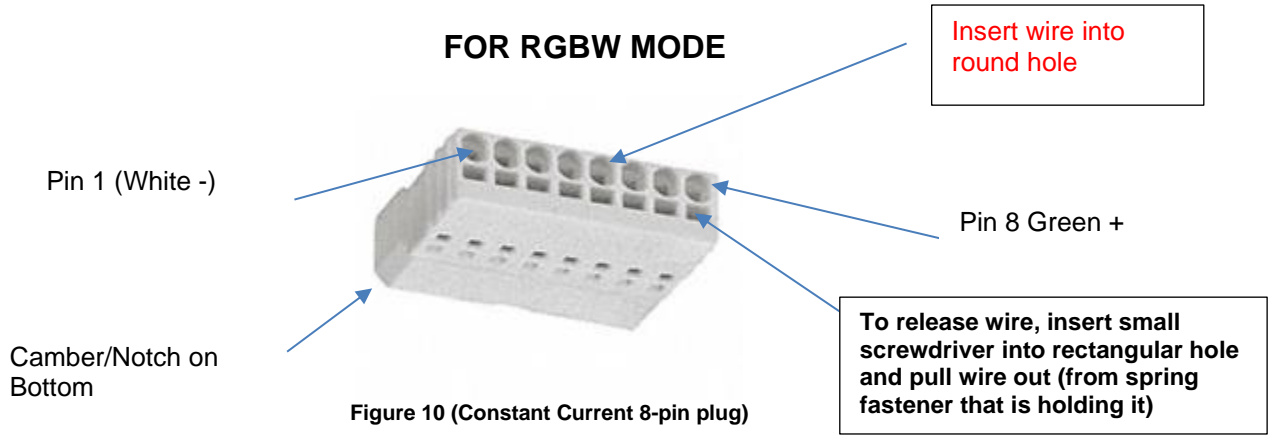 FOR RGBW MODE
Insert wire into
round hole
Pin 1 (White -)
Pin 8 Green +
Camber/Notch on
Bottom
To release wire, insert small
screwdriver into rectangular hole
and pull wire out (from spring
fastener that is holding it)
Figure 10 (Constant Current 8-pin plug)